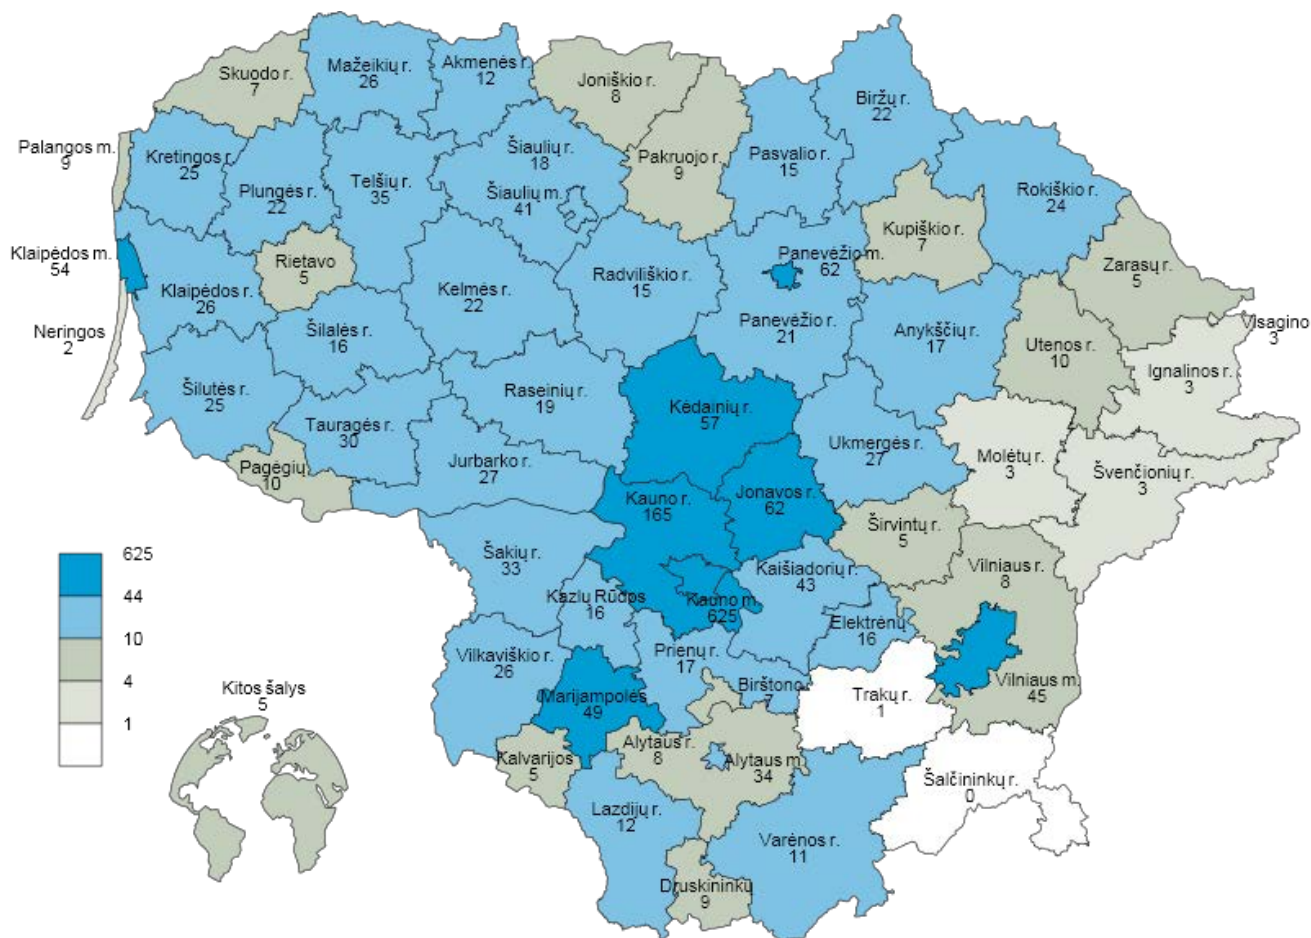 Skuodo r.
7
Mažeikių r.
26
Akmenės r.
12
Joniškio r.
8
Biržų r.
22
Palangos m.
9
Kretingos r.
25
Plungės r.
22
Telšių r.
35
Šiaulių r.
18
Šiaulių m.
41
Pakruojo r.
9
Pasvalio r.
15
Rokiškio r.
24
Kupiškio r.
7
Klaipėdos m.
54
Rietavo
5
Klaipėdos r.
26
Kelmės r.
22
Radviliškio r.
15
Panevėžio m.
62
Zarasų r.
5
Neringos
2
Šilalės r.
16
Panevėžio r.
21
Anykščių r.
17
Utenos r.
10
Visagino
3
Ignalinos r.
3
Šilutės r.
25
Tauragės r.
30
Raseinių r.
19
Kėdainių r.
57
Ukmergės r.
27
Molėtų r.
3
Švenčionių r.
3
Pagėgių
10
Jurbarko r.
27
Kauno r.
165
Jonavos r.
62
Širvintų r.
5
625
44
10
4
1
Šakių r.
33
Kazlų Rūdos
16
Kauno m.
625
Kaišiadorių r.
43
Vilniaus r.
8
Elektrėnų
16
Vilkaviškio r.
26
Marijampolės
49
Prienų r.
17
Birštono
7
Trakų r.
1
Vilniaus m.
45
Kitos šalys
5
Kalvarijos
5
Alytaus r.
8
Alytaus m.
34
Šalčininkų r.
0
Lazdijų r.
12
Varėnos r.
11
Druskininkų
9